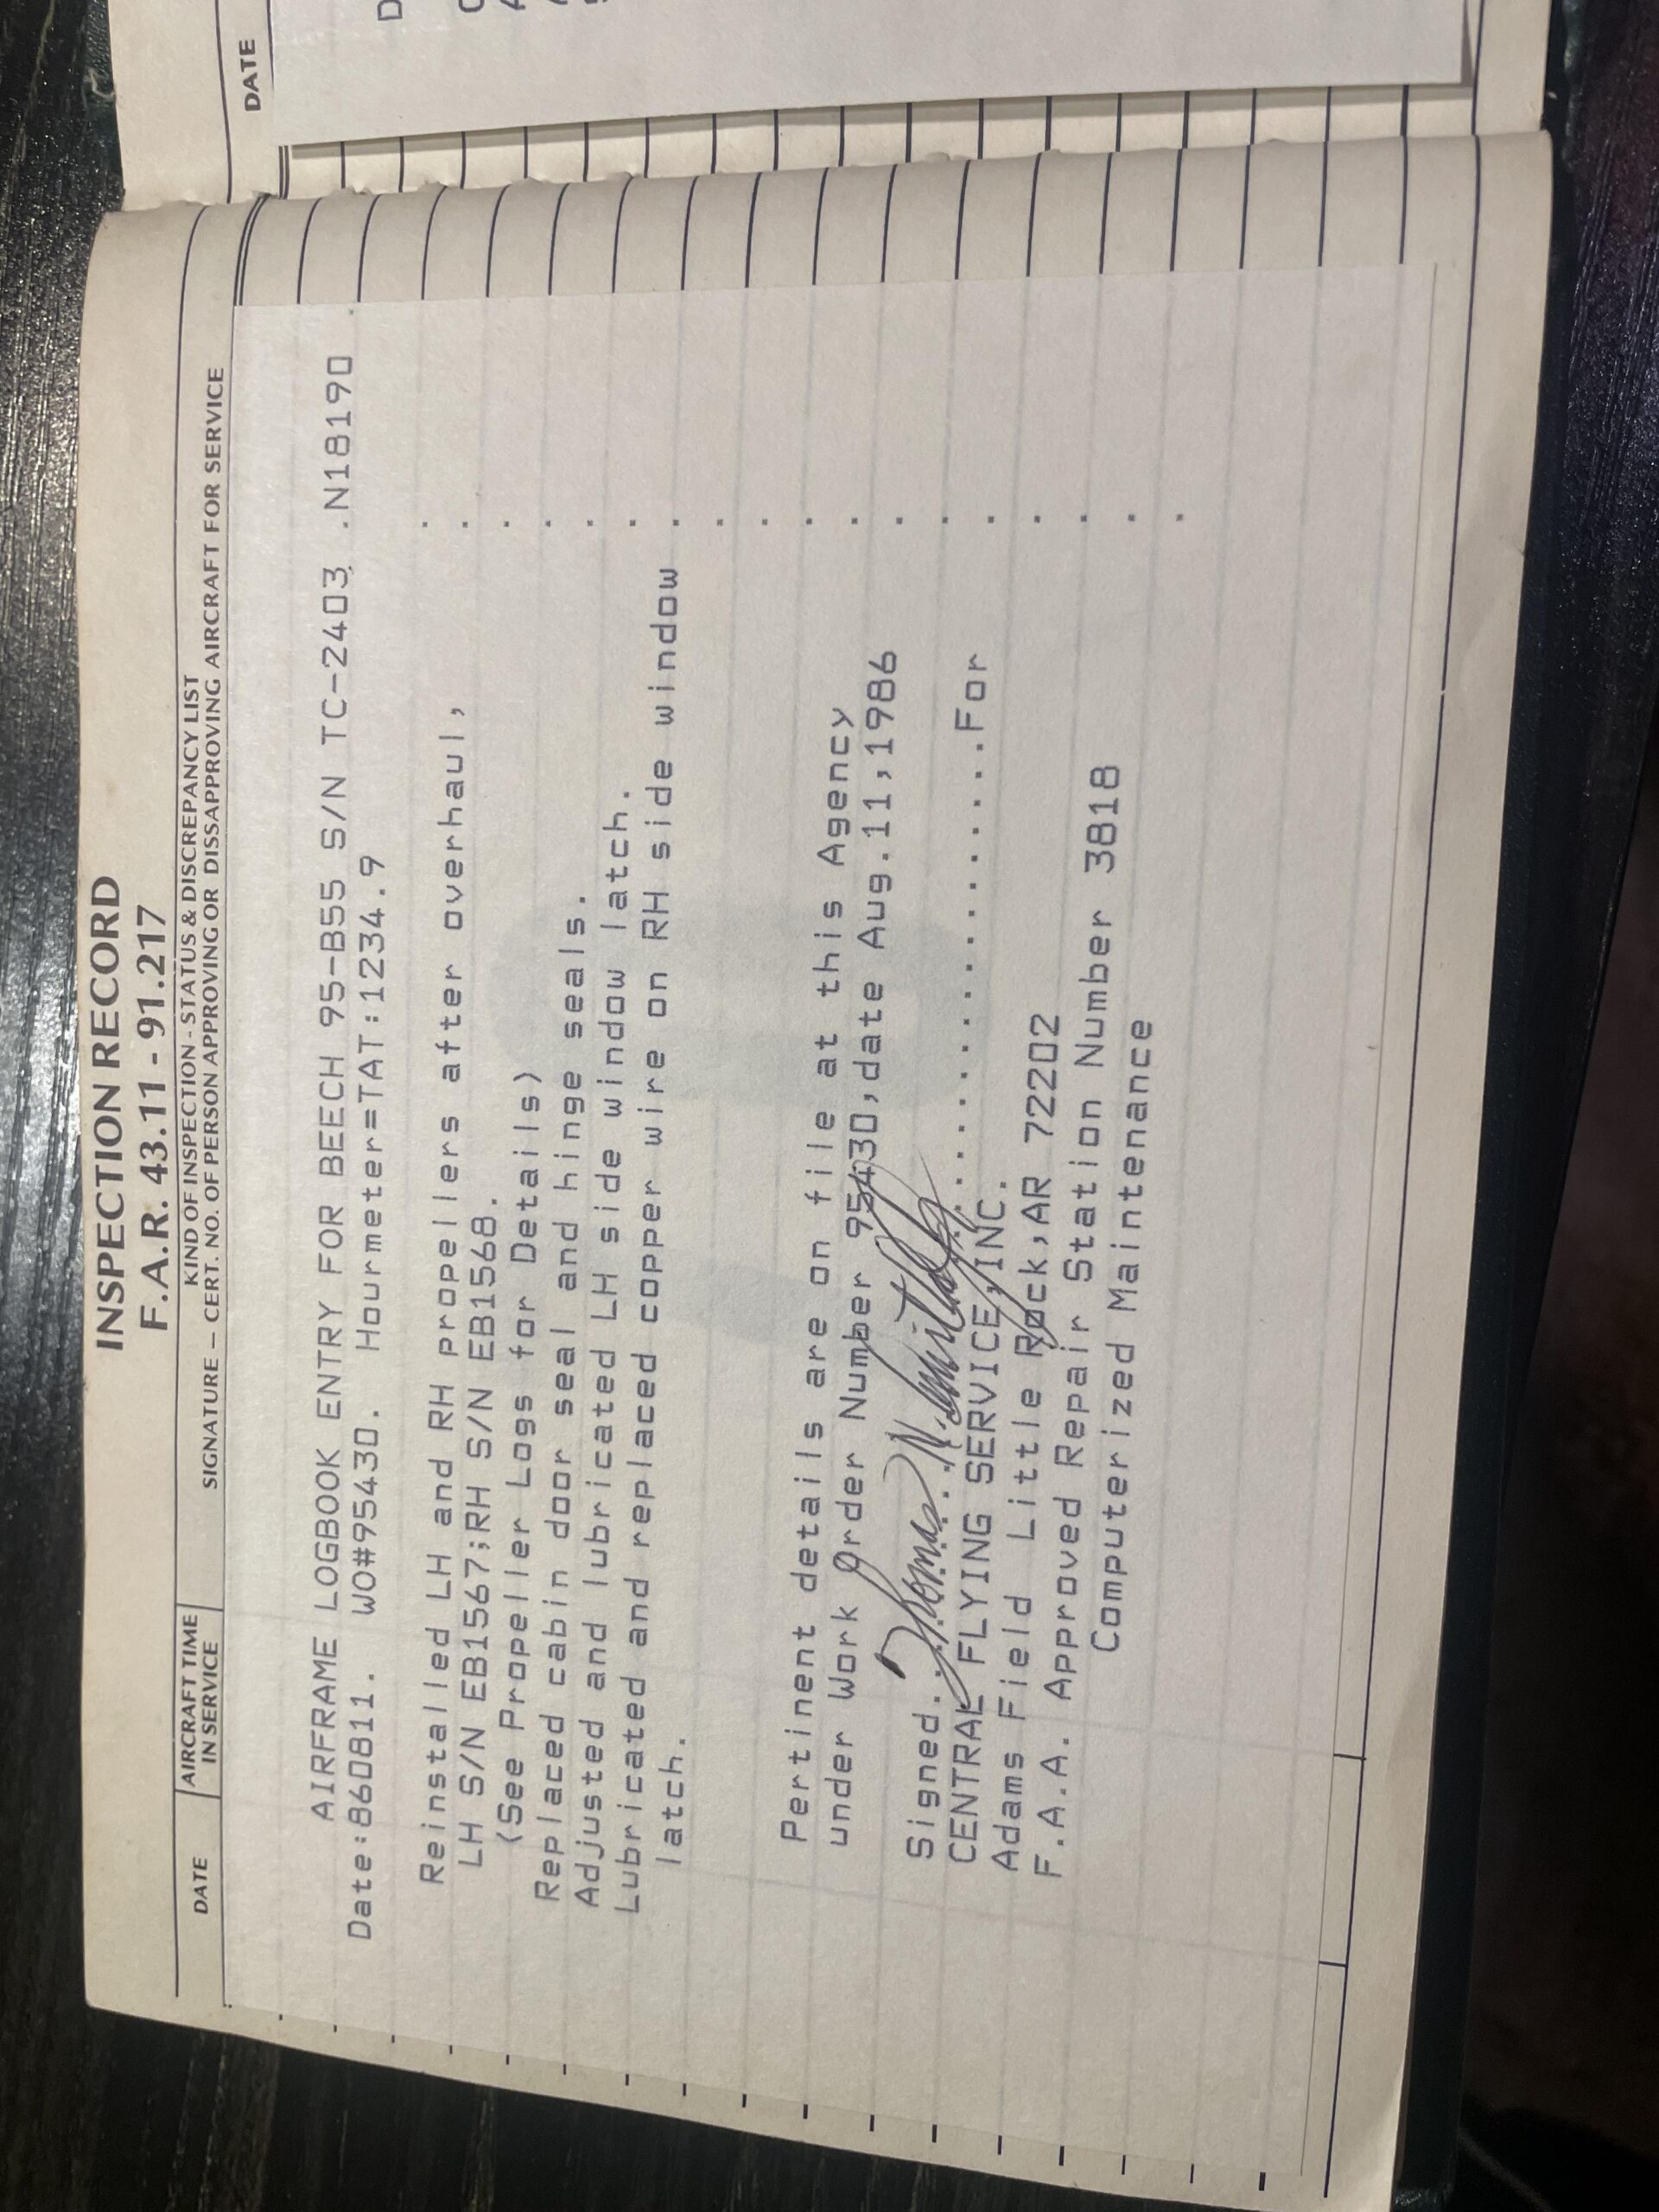 INSPECTION RECORD
F.A.R. 43.11 - 91.217
DATE
AIRCRAFT TIME
IN SERVICE
KIND OF INSPECTION - STATUS & DISCREPANCY LIST
SIGNATURE – CERT. NO. OF PERSON APPROVING OR DISAPPROVING AIRCRAFT FOR SERVICE
AIRFRAME LOGBOOK ENTRY FOR BEECH 95-B55 S/N TC-2403 .N18190
Date:860811. WO#95430. Hourmeter=TAT:1234.9
Reinstalled LH and RH propellers after overhaul,
LH S/N EB1567;RH S/N EB1568.
(See Propeller Logs for Details)
Replaced cabin door seal and hinge seals.
Adjusted and lubricated LH side window latch.
Lubricated and replaced copper wire on RH side window
latch.
Pertinent details are on file at this Agency
under Work Order Number 95430,date Aug.11,1986
Signed. Thomas N. .......................For
CENTRAL FLYING SERVICE,INC.
Adams Field Little Rock,AR 72202
F.A.A. Approved Repair Station Number 3818
Computerized Maintenance
DATE